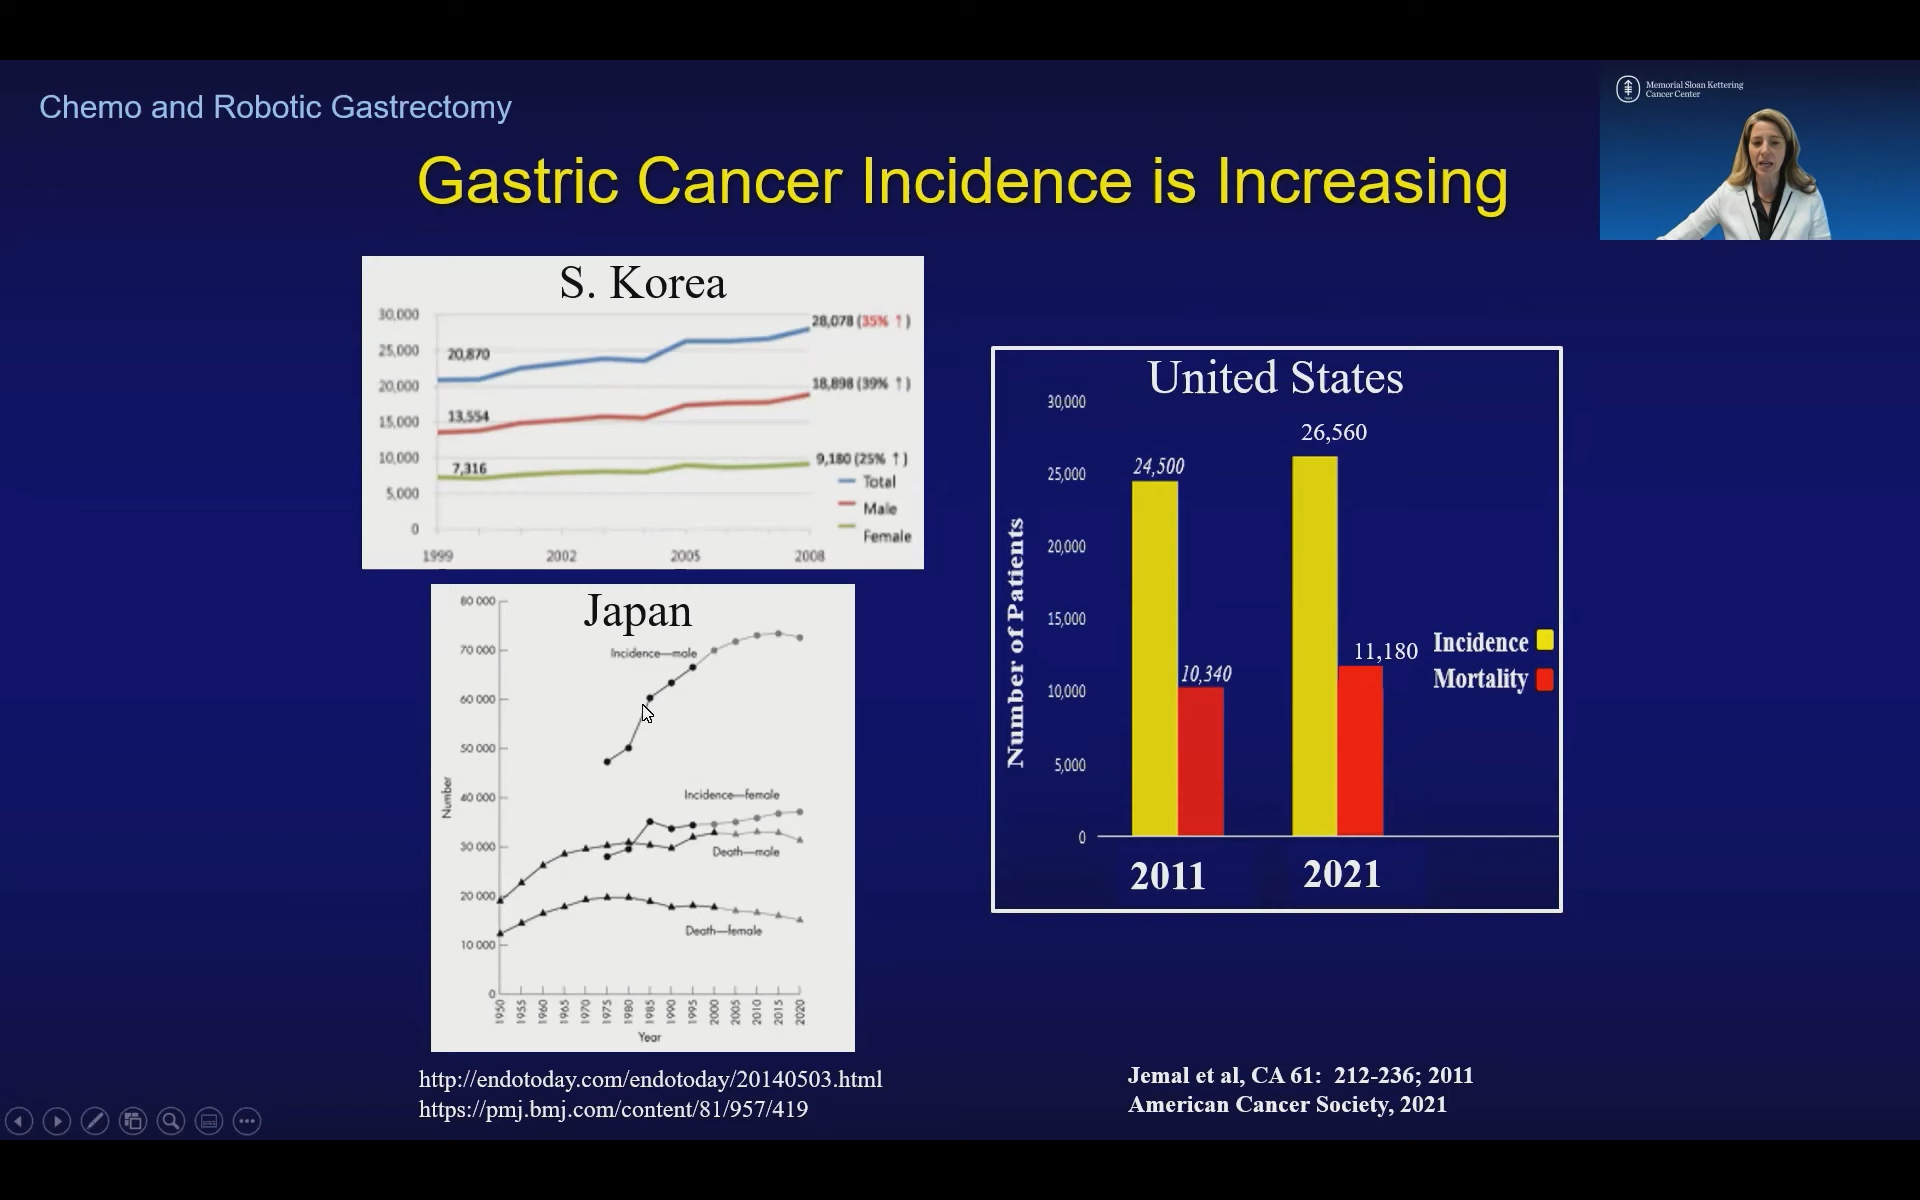 Chemo and Robotic Gastrectomy
Memorial Sloan Kettering
Cancer Center
Gastric Cancer Incidence is Increasing
S. Korea
30,000
25,000
20,000
15,000
10,000
5,000
0
20,870
13,554
7,316
28,078 (35% ↑)
18,898 (39% ↑)
9,180 (25% ↑)
Total
Male
Female
1999 2002 2005 2008
Japan
80 000
70 000
60 000
50 000
40 000
30 000
20 000
10 000
0
Number
Incidence—male
Incidence—female
Death—male
Death—female
1950 1955 1960 1965 1970 1975 1980 1985 1990 1995 2000 2005 2010 2015 2020
Year
http://endotoday.com/endotoday/20140503.html
https://pmj.bmj.com/content/81/957/419
United States
30,000
25,000
20,000
15,000
10,000
5,000
0
Number of Patients
24,500
10,340
26,560
11,180
Incidence
Mortality
2011 2021
Jemal et al, CA 61: 212-236; 2011
American Cancer Society, 2021